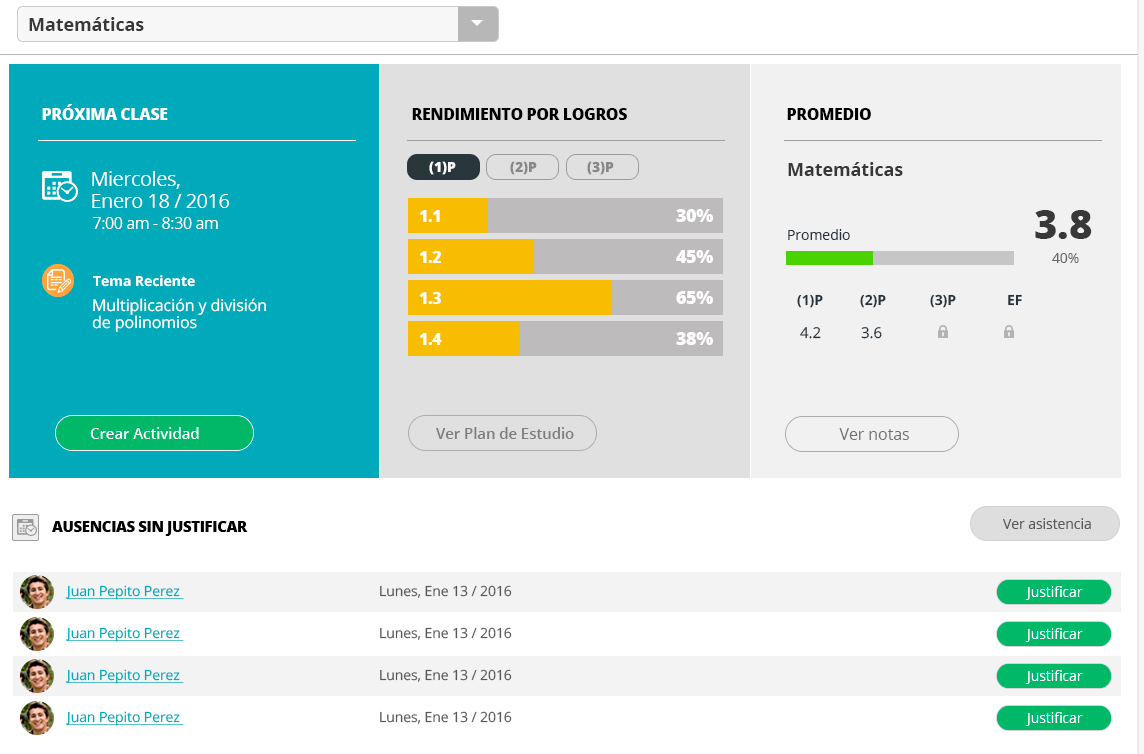 Matemáticas
PRÓXIMA CLASE
Miercoles,
Enero 18 / 2016
7:00 am - 8:30 am
Tema Reciente
Multiplicación y división
de polinomios
Crear Actividad
RENDIMIENTO POR LOGROS
(1)P (2)P (3)P
1.1 30%
1.2 45%
1.3 65%
1.4 38%
Ver Plan de Estudio
PROMEDIO
Matemáticas
Promedio 3.8
40%
(1)P (2)P (3)P EF
4.2 3.6
Ver notas
AUSENCIAS SIN JUSTIFICAR Ver asistencia
Juan Pepito Perez Lunes, Ene 13 / 2016 Justificar
Juan Pepito Perez Lunes, Ene 13 / 2016 Justificar
Juan Pepito Perez Lunes, Ene 13 / 2016 Justificar
Juan Pepito Perez Lunes, Ene 13 / 2016 Justificar